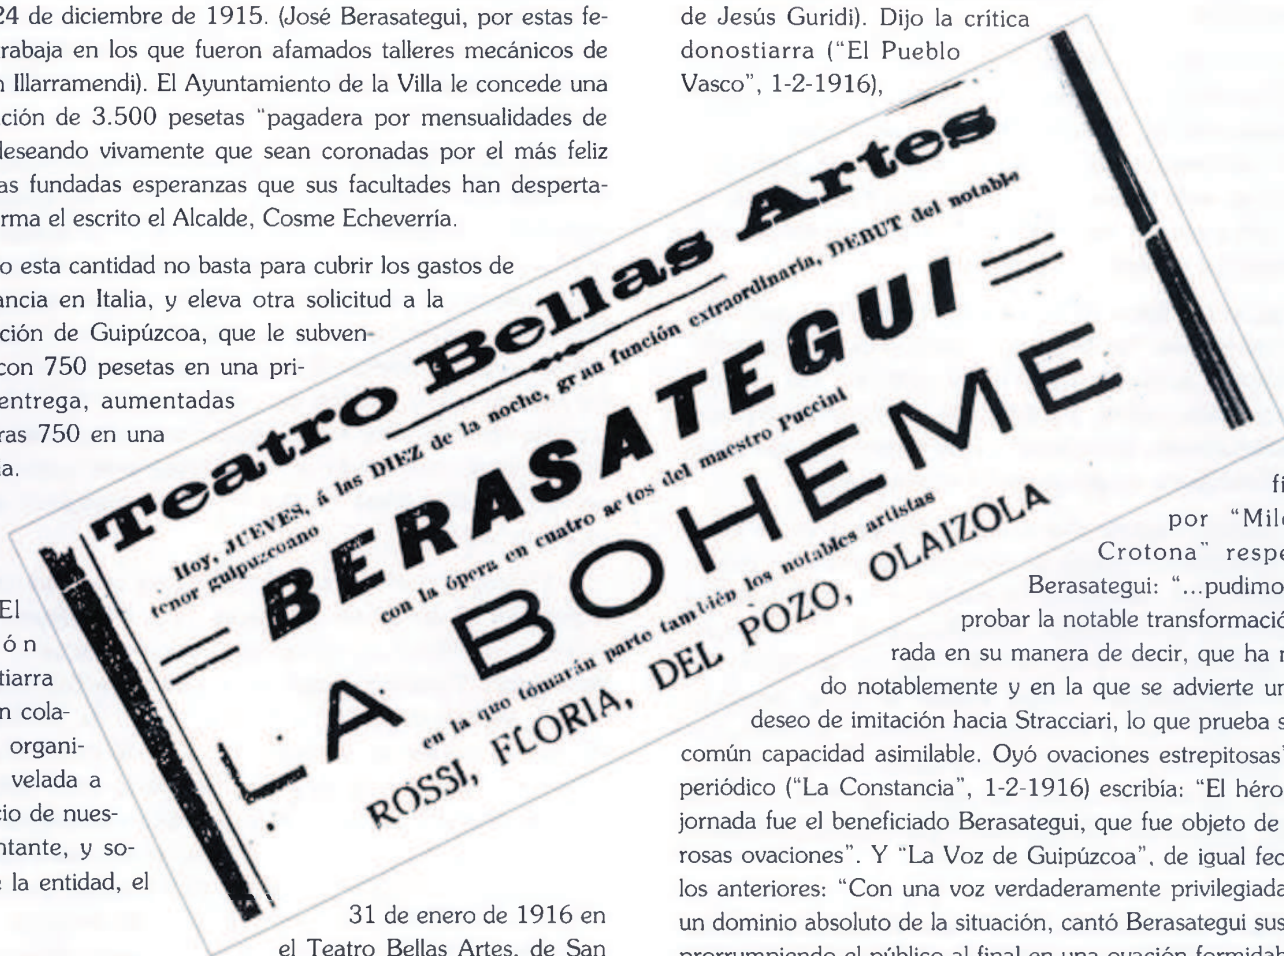 24 de diciembre de 1915. (José Berasategui, por estas fe-
rabaja en los que fueron afamados talleres mecánicos de
Illarramendi). El Ayuntamiento de la Villa le concede una
ción de 3.500 pesetas “pagadera por mensualidades de
deseando vivamente que sean coronadas por el más feliz
as fundadas esperanzas que sus facultades han desperta-
rma el escrito el Alcalde, Cosme Echeverría.
o esta cantidad no basta para cubrir los gastos de
ancia en Italia, y eleva otra solicitud a la
ción de Guipúzcoa, que le subven-
con 750 pesetas en una pri-
entrega, aumentadas
ras 750 en una
a.
El
ón
tiarra
n cola-
organi-
velada a
cio de nues-
ntante, y so-
e la entidad, el
31 de enero de 1916 en
el Teatro Bellas Artes, de San
Teatro Bellas Artes
Hoy, JUEVES, á las DIEZ de la noche, gran función extraordinaria, DEBUT del notable
tenor guipuzcoano
BERASATEGUI
con la ópera en cuatro actos del maestro Puccini
LA BOHEME
en la que tomarán parte también los notables artistas
ROSSI, FLORIA, DEL POZO, OLAIZOLA
de Jesús Guridi). Dijo la crítica
donostiarra (“El Pueblo
Vasco”, 1-2-1916),
fi
por “Mil
Crotona” respe
Berasategui: “...pudimo
probar la notable transformació
rada en su manera de decir, que ha
do notablemente y en la que se advierte un
deseo de imitación hacia Stracciari, lo que prueba s
común capacidad asimilable. Oyó ovaciones estrepitosas”
periódico (“La Constancia”, 1-2-1916) escribía: “El héro
jornada fue el beneficiado Berasategui, que fue objeto de
rosas ovaciones”. Y “La Voz de Guipúzcoa”, de igual fec
los anteriores: “Con una voz verdaderamente privilegiada
un dominio absoluto de la situación, cantó Berasategui sus
prorrumpiendo el público al final en una ovación formidab